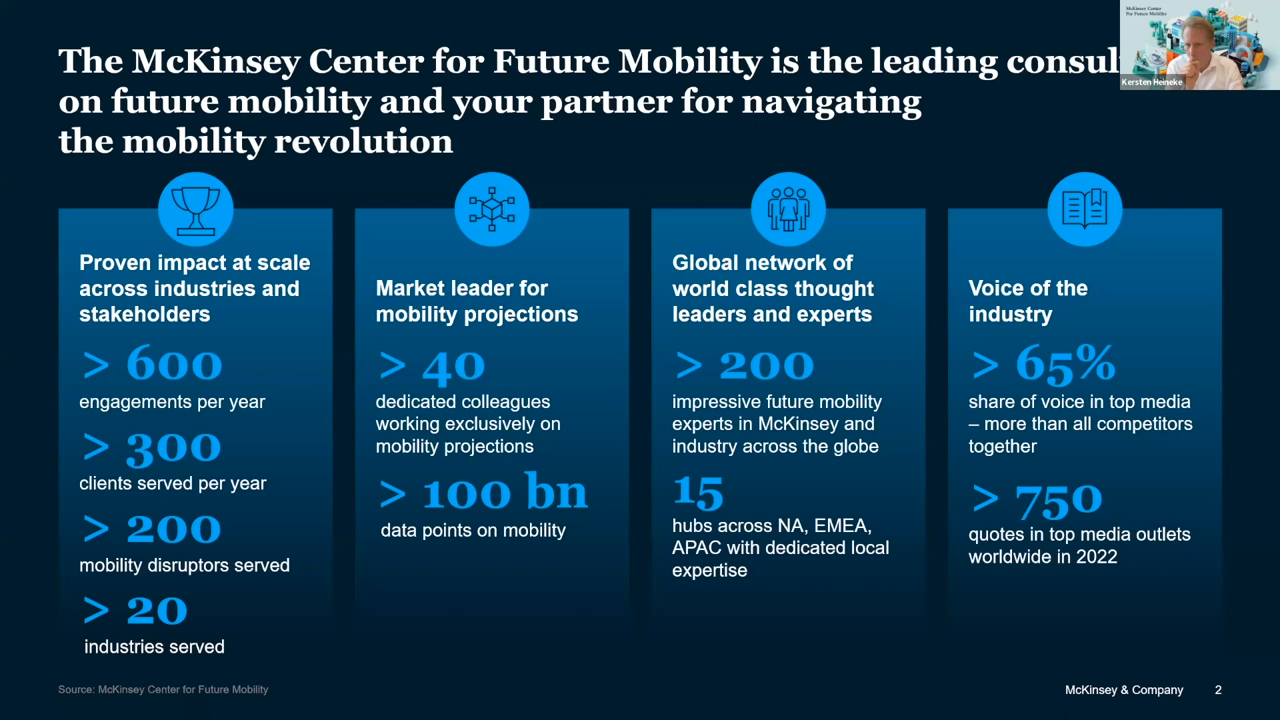 The McKinsey Center for Future Mobility is the leading
on future mobility and your partner for navigating
the mobility revolution
McKinsey Center
For Future Mobility
Kersten Heineke
Proven impact at scale
across industries and
stakeholders
> 600
engagements per year
> 300
clients served per year
> 200
mobility disruptors served
> 20
industries served
Market leader for
mobility projections
> 40
dedicated colleagues
working exclusively on
mobility projections
> 100 bn
data points on mobility
Global network of
world class thought
leaders and experts
> 200
impressive future mobility
experts in McKinsey and
industry across the globe
15
hubs across NA, EMEA,
APAC with dedicated local
expertise
Voice of the
industry
> 65%
share of voice in top media
– more than all competitors
together
> 750
quotes in top media outlets
worldwide in 2022
Source: McKinsey Center for Future Mobility
McKinsey & Company
2